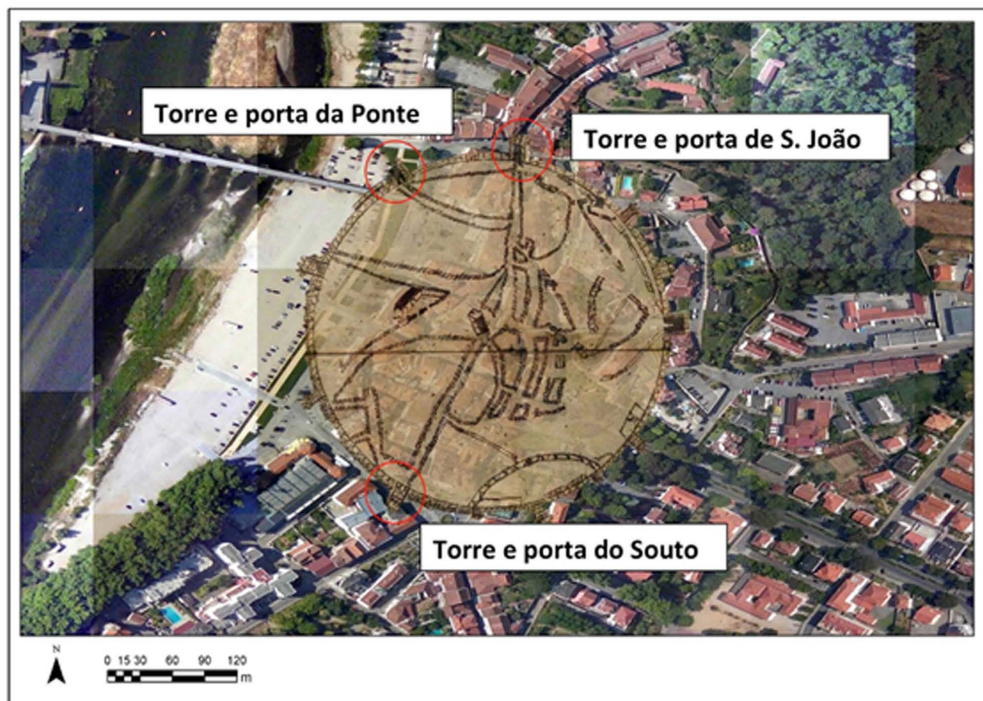 Torre e porta da Ponte
Torre e porta de S. João
Torre e porta do Souto
N
0 15 30 60 90 120
m